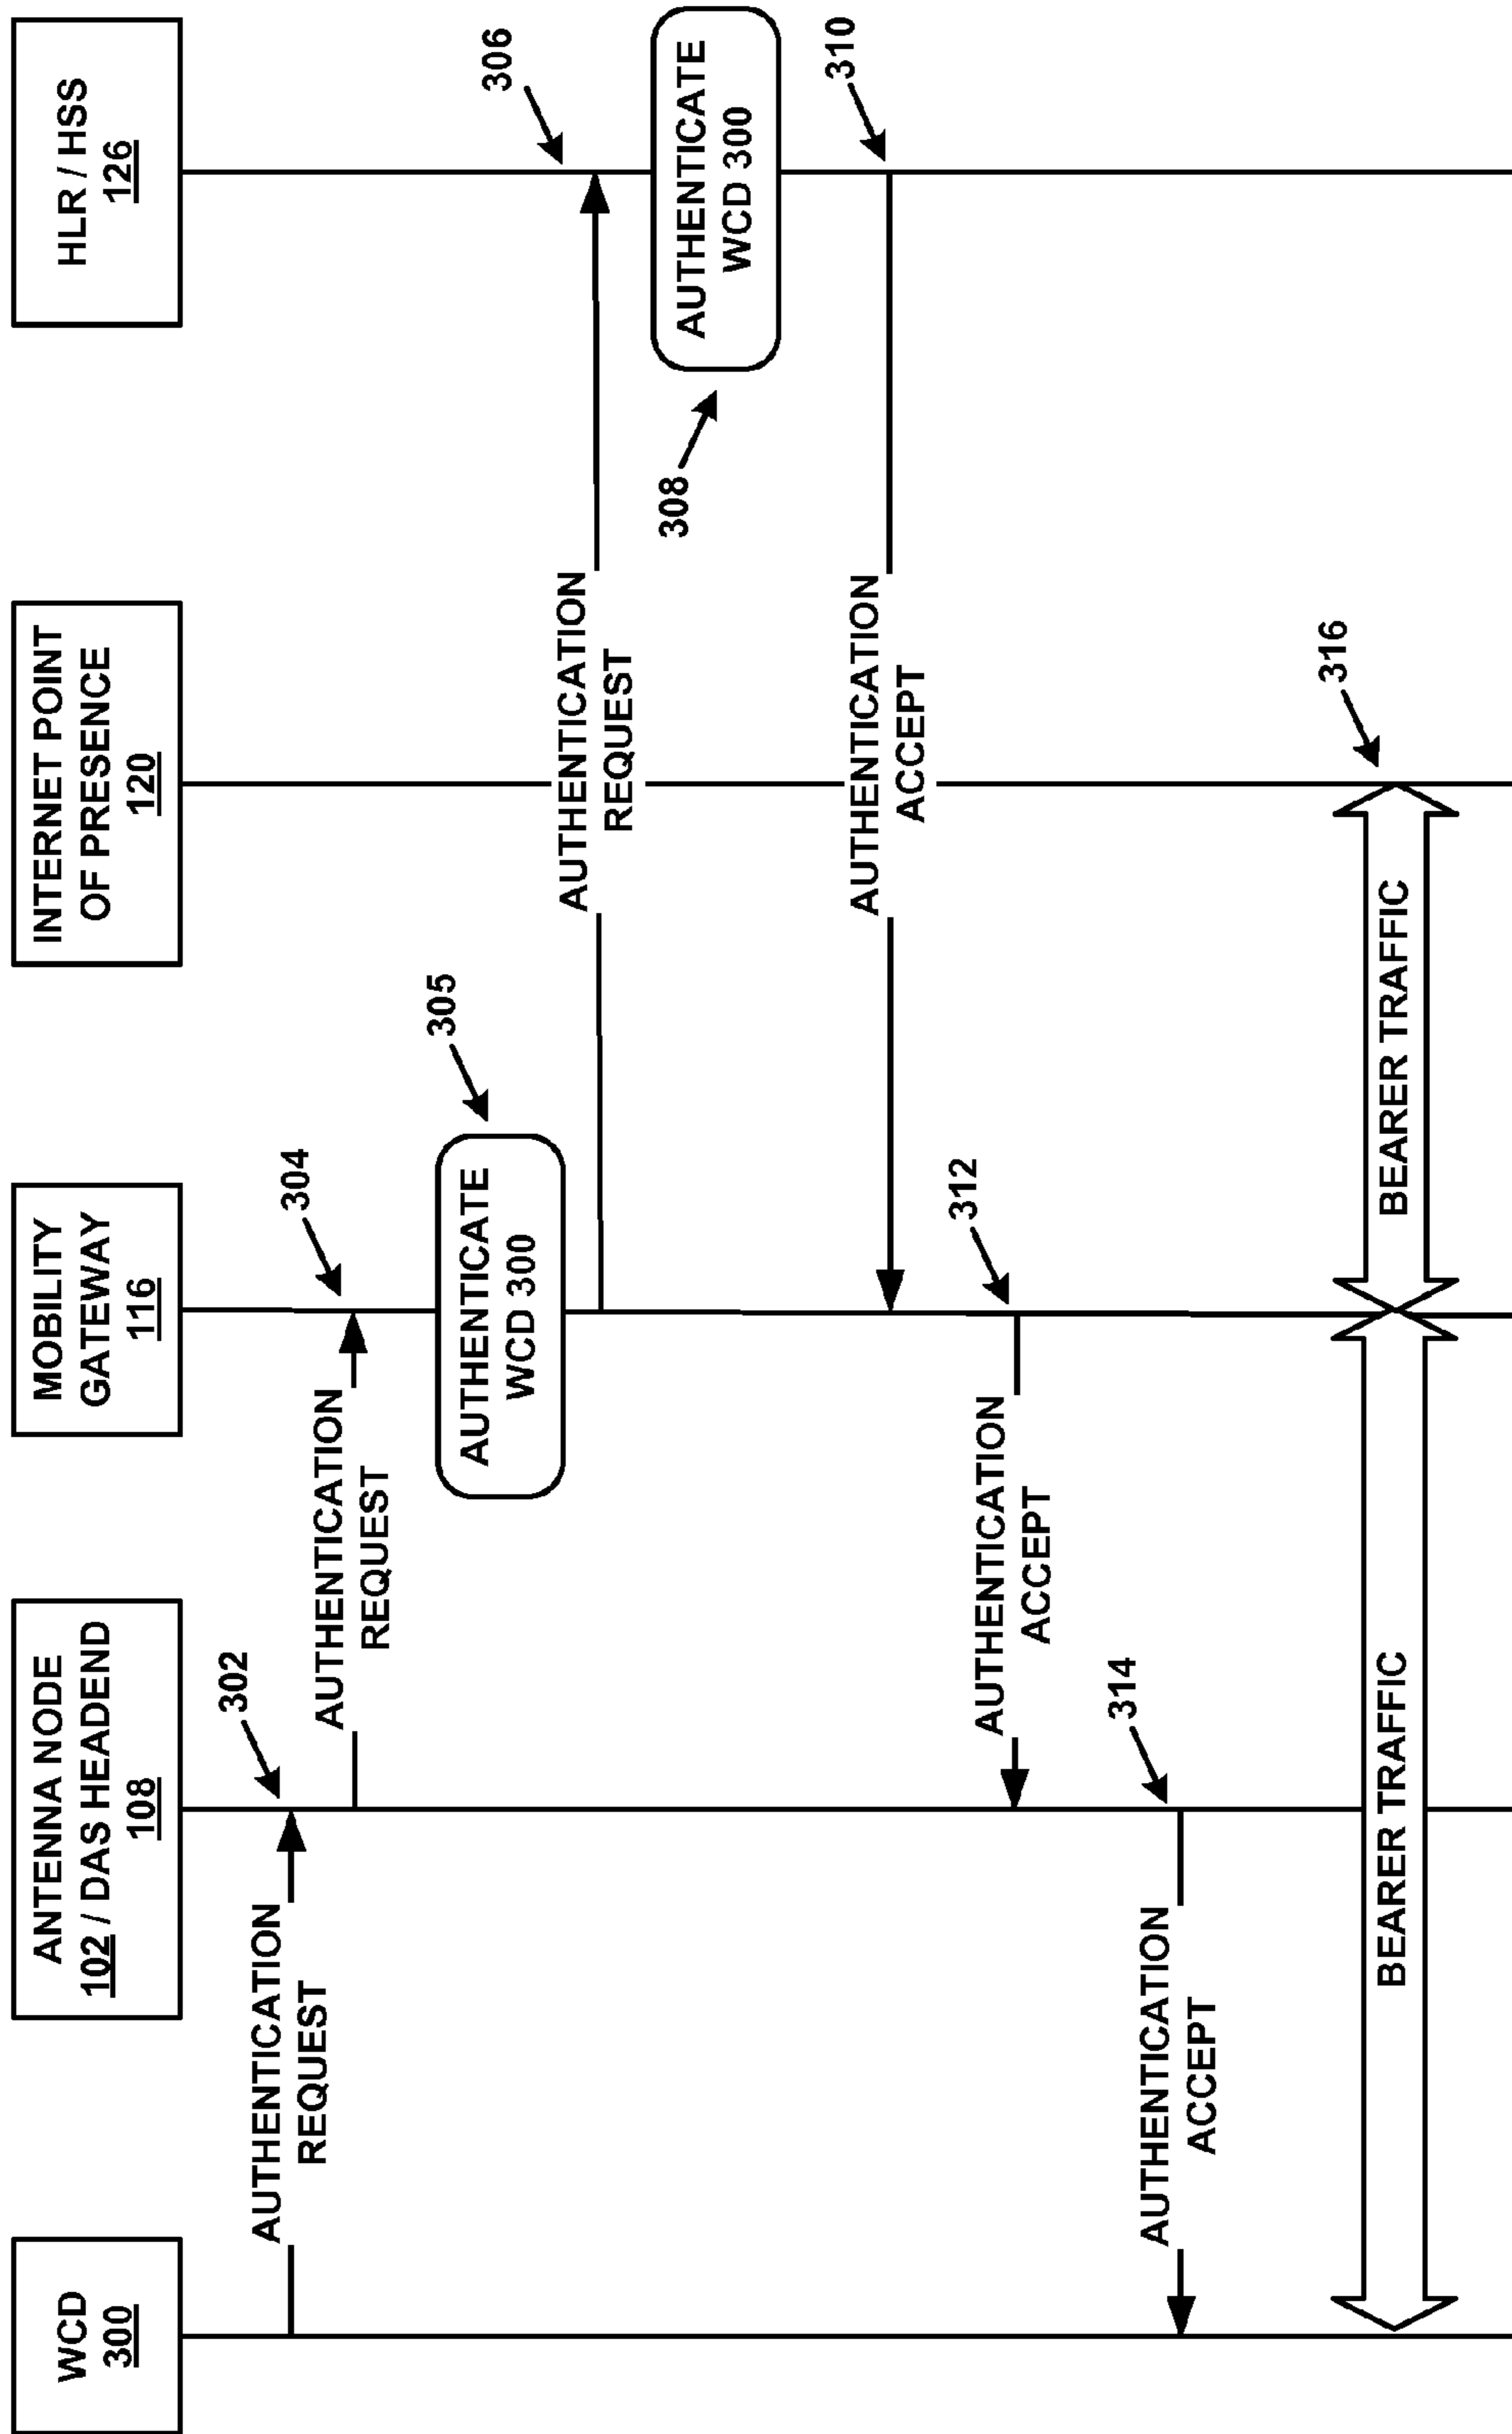 WCD
300
ANTENNA NODE
102 / DAS HEADEND
108
MOBILITY
GATEWAY
116
INTERNET POINT
OF PRESENCE
120
HLR / HSS
126
302
AUTHENTICATION
REQUEST
304
AUTHENTICATION
REQUEST
305
AUTHENTICATE
WCD 300
306
AUTHENTICATION
REQUEST
308
AUTHENTICATE
WCD 300
310
AUTHENTICATION
ACCEPT
312
AUTHENTICATION
ACCEPT
314
AUTHENTICATION
ACCEPT
316
BEARER TRAFFIC
BEARER TRAFFIC